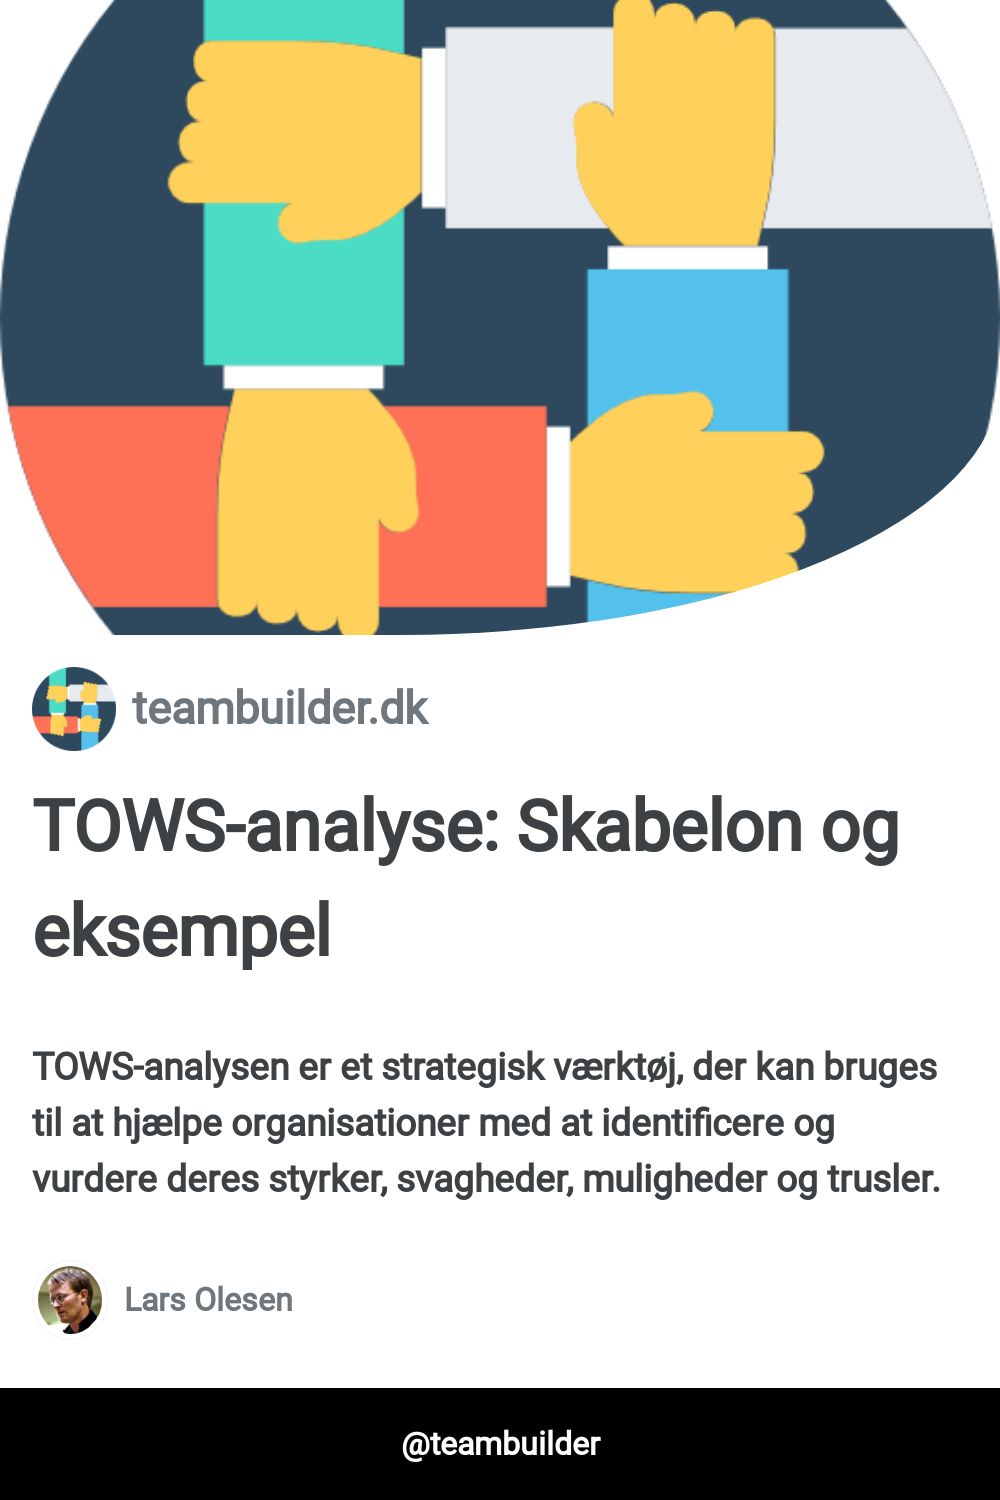 teambuilder.dk
TOWS-analyse: Skabelon og
eksempel
TOWS-analysen er et strategisk værktøj, der kan bruges
til at hjælpe organisationer med at identificere og
vurdere deres styrker, svagheder, muligheder og trusler.
Lars Olesen
@teambuilder